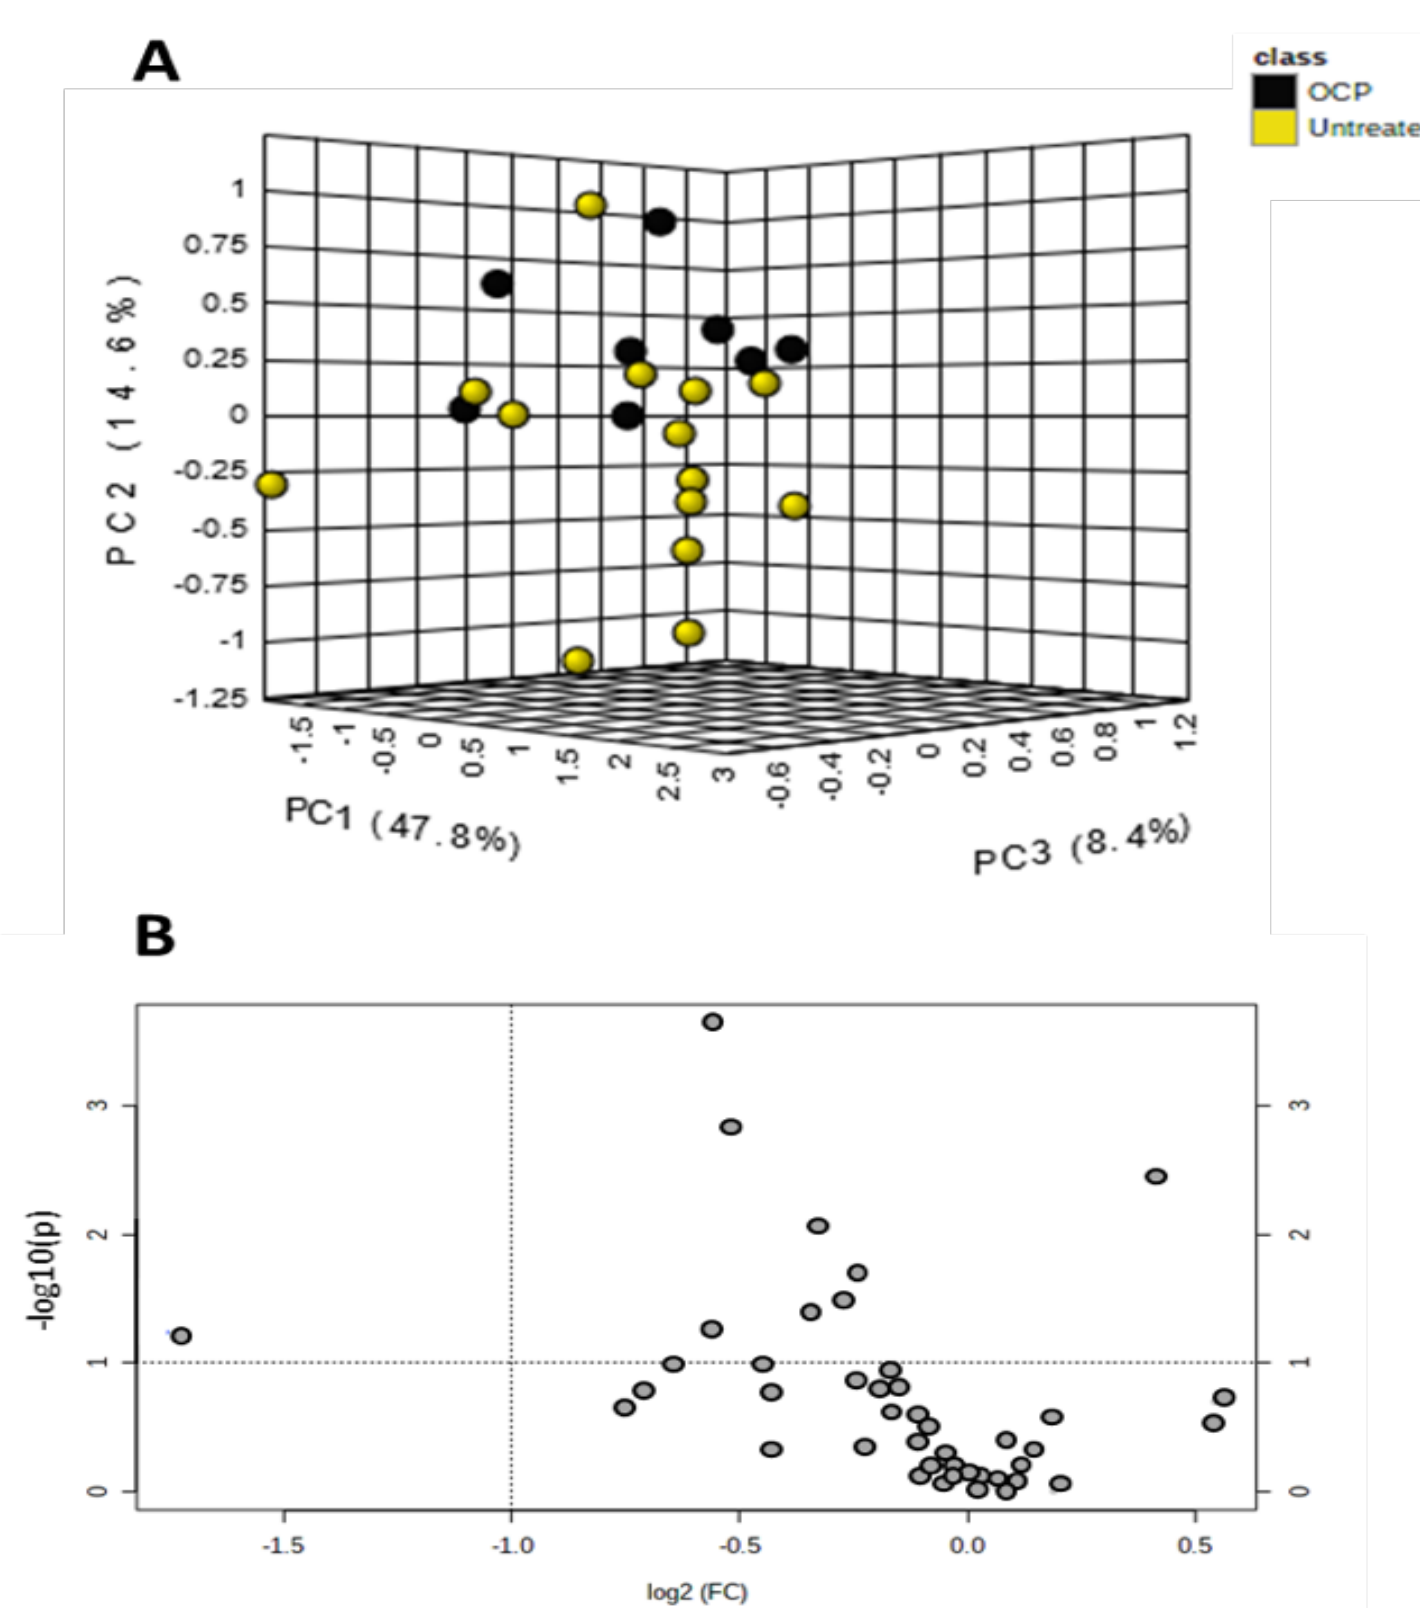 A
class
OCP
Untreate
1
0.75
0.5
0.25
0
-0.25
-0.5
-0.75
-1
-1.25
PC2 (14.6%)
-1.5 -1 -0.5 0 0.5 1 1.5 2 2.5 3
-0.6 -0.4 -0.2 0 0.2 0.4 0.6 0.8 1 1.2
PC1 (47.8%)
PC3 (8.4%)
B
3 3
2 2
1 1
0 0
-log10(p)
-1.5 -1.0 -0.5 0.0 0.5
log2 (FC)